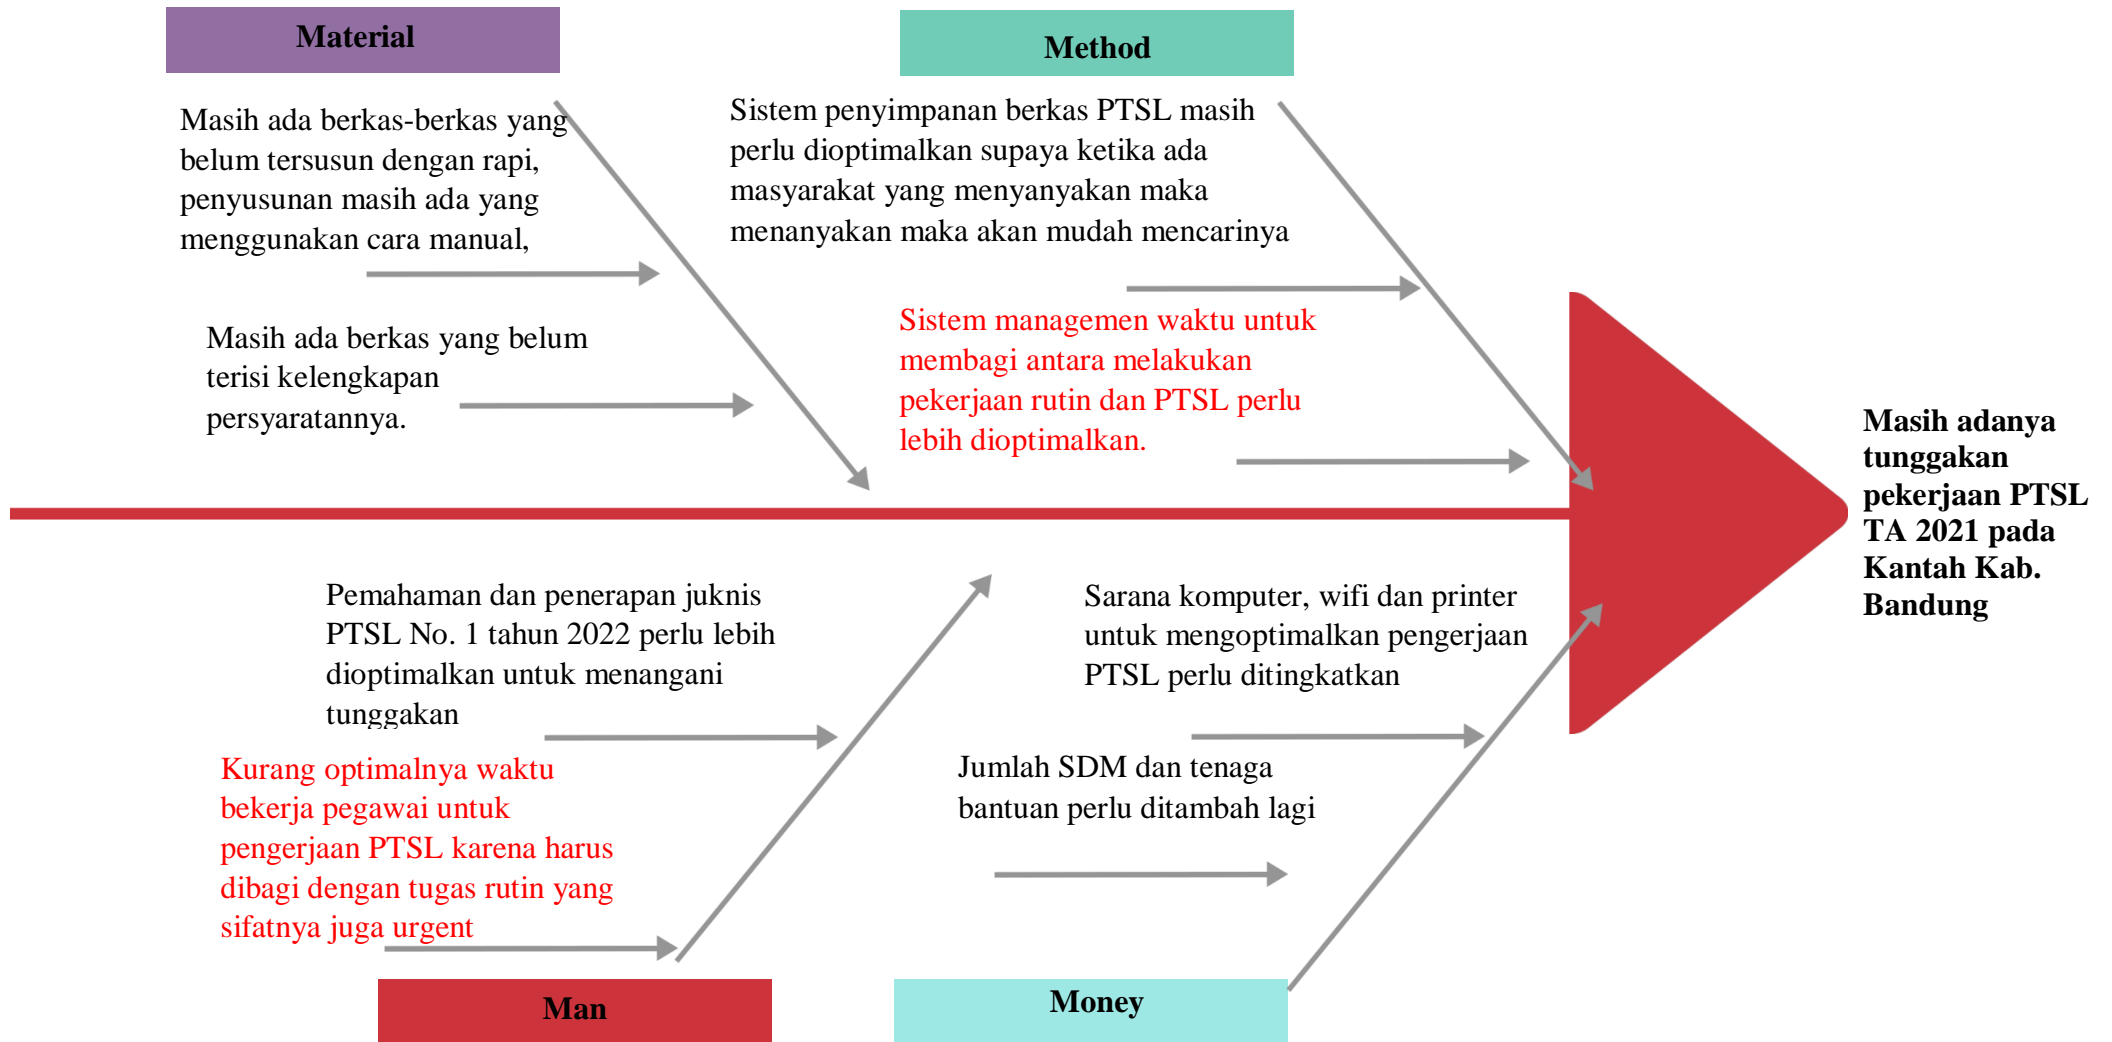 Material
Masih ada berkas-berkas yang
belum tersusun dengan rapi,
penyusunan masih ada yang
menggunakan cara manual,
Masih ada berkas yang belum
terisi kelengkapan
persyaratannya.
Method
Sistem penyimpanan berkas PTSL masih
perlu dioptimalkan supaya ketika ada
masyarakat yang menyanyakan maka
menanyakan maka akan mudah mencarinya
Sistem managemen waktu untuk
membagi antara melakukan
pekerjaan rutin dan PTSL perlu
lebih dioptimalkan.
Masih adanya
tunggakan
pekerjaan PTSL
TA 2021 pada
Kantah Kab.
Bandung
Pemahaman dan penerapan juknis
PTSL No. 1 tahun 2022 perlu lebih
dioptimalkan untuk menangani
tunggakan
Kurang optimalnya waktu
bekerja pegawai untuk
pengerjaan PTSL karena harus
dibagi dengan tugas rutin yang
sifatnya juga urgent
Man
Sarana komputer, wifi dan printer
untuk mengoptimalkan pengerjaan
PTSL perlu ditingkatkan
Jumlah SDM dan tenaga
bantuan perlu ditambah lagi
Money